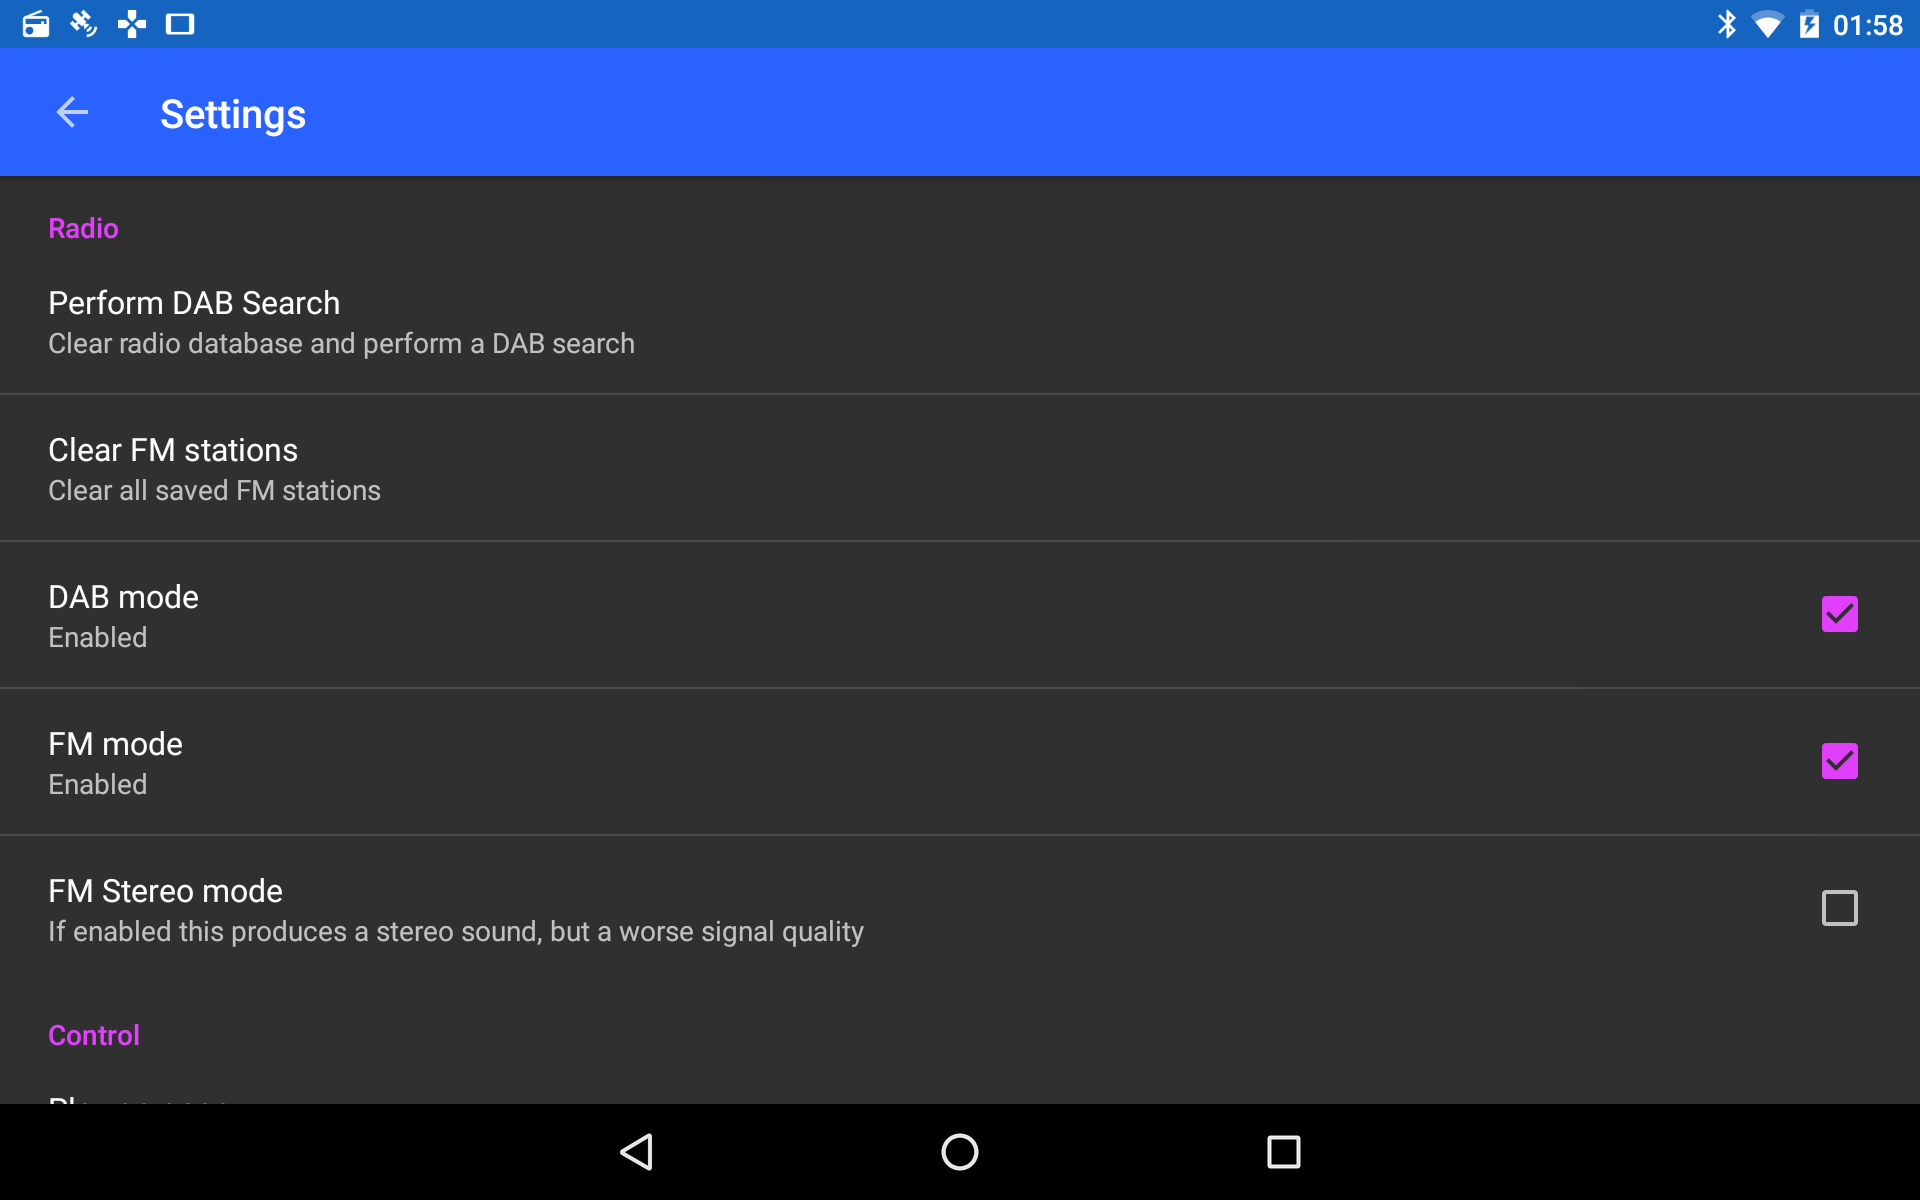 01:58
Settings
Radio
Perform DAB Search
Clear radio database and perform a DAB search
Clear FM stations
Clear all saved FM stations
DAB mode
Enabled
FM mode
Enabled
FM Stereo mode
If enabled this produces a stereo sound, but a worse signal quality
Control